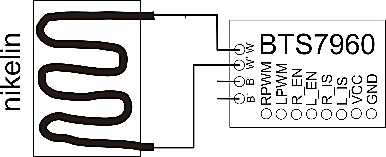 nikelin
BTS7960
W
W'
B
B'
RPWM
LPWM
R_EN
L_EN
R_IS
L_IS
VCC
GND